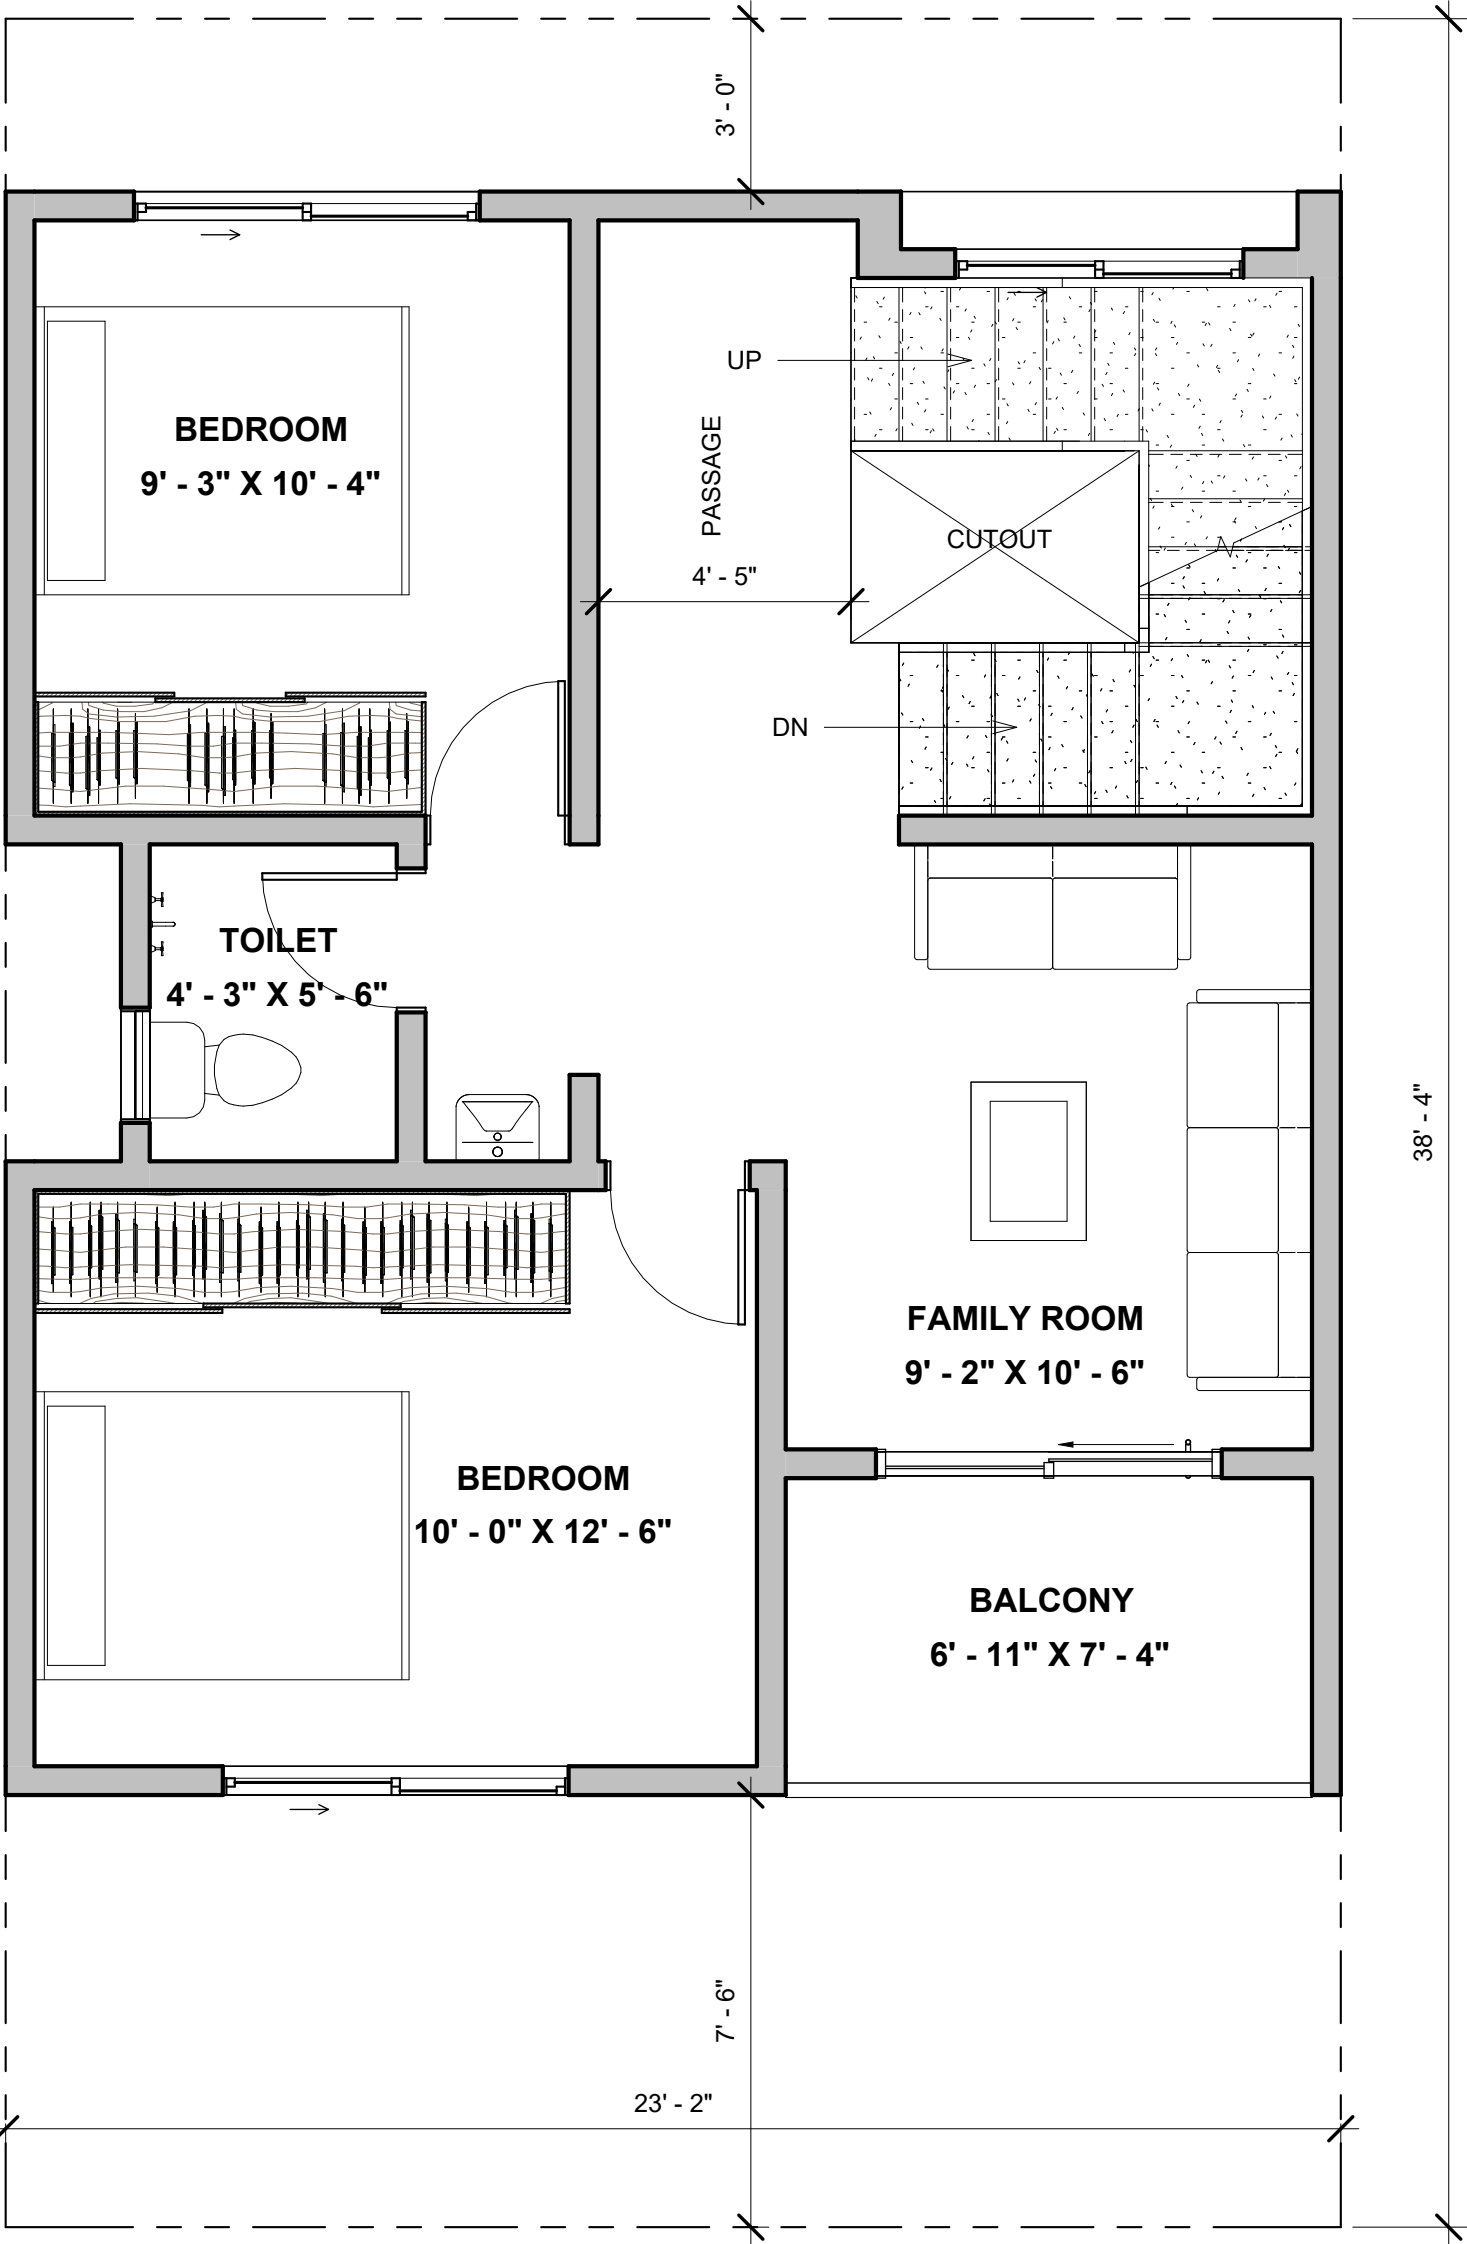 3' - 0"
UP
BEDROOM
9' - 3" X 10' - 4"
PASSAGE
CUTOUT
4' - 5"
DN
TOILET
4' - 3" X 5' - 6"
38' - 4"
FAMILY ROOM
9' - 2" X 10' - 6"
BEDROOM
10' - 0" X 12' - 6"
BALCONY
6' - 11" X 7' - 4"
7' - 6"
23' - 2"